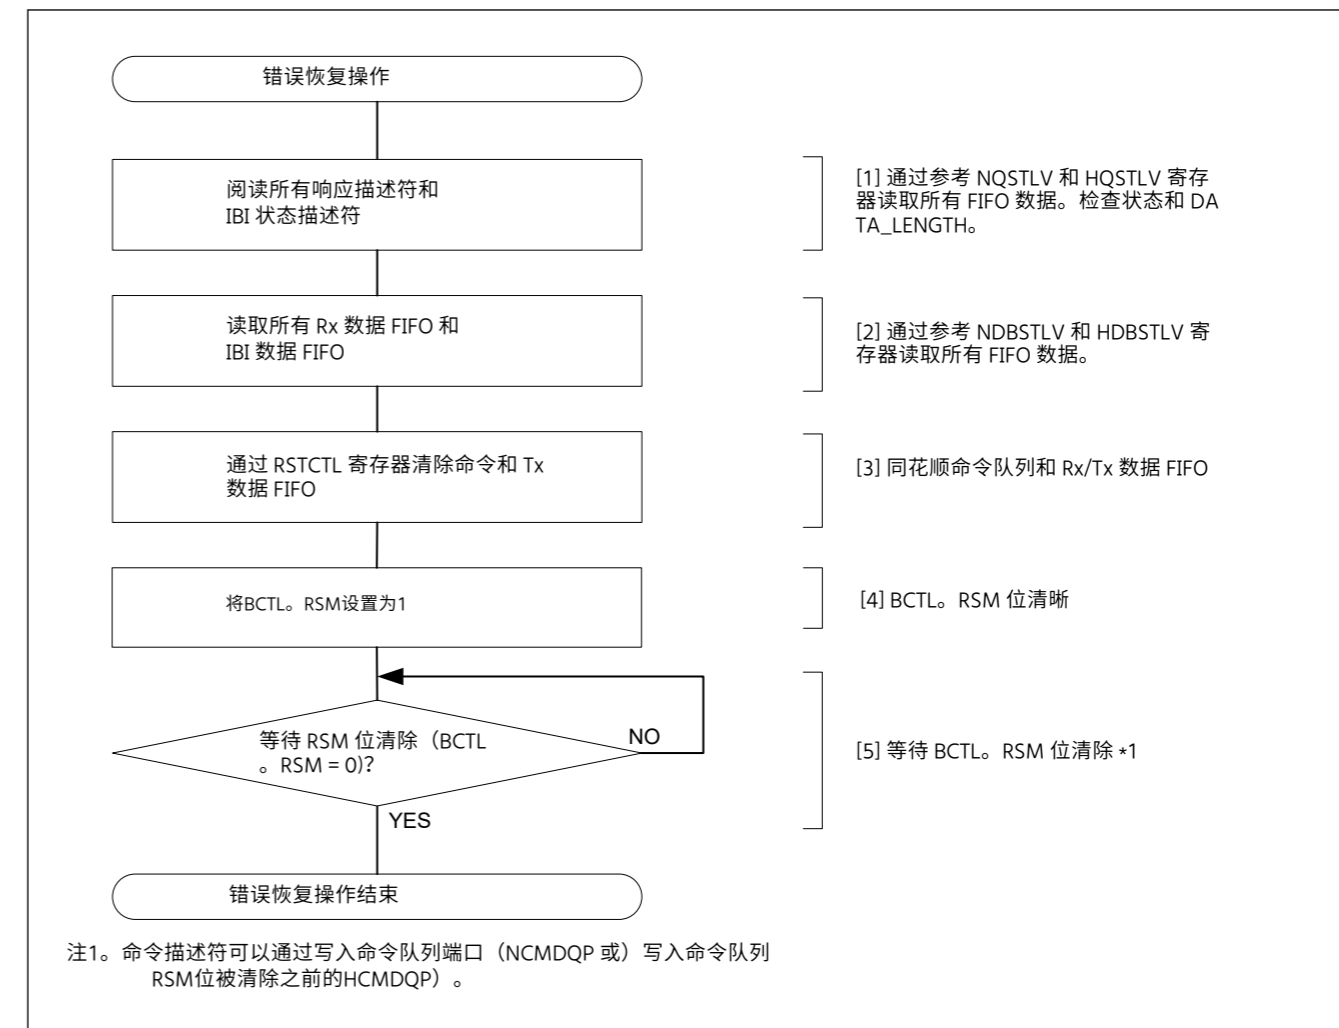 错误恢复操作
阅读所有响应描述符和
IBI 状态描述符
[1] 通过参考 NQSTLV 和 HQSTLV 寄存
器读取所有 FIFO 数据。检查状态和 DA
TA_LENGTH。
读取所有 Rx 数据 FIFO 和
IBI 数据 FIFO
[2] 通过参考 NDBSTLV 和 HDBSTLV 寄
存器读取所有 FIFO 数据。
通过 RSTCTL 寄存器清除命令和 Tx
数据 FIFO
[3] 同花顺命令队列和 Rx/Tx 数据 FIFO
将BCTL。RSM设置为1
[4] BCTL。RSM 位清晰
等待 RSM 位清除（BCTL
。RSM = 0)？
NO
[5] 等待 BCTL。RSM 位清除 *1
YES
错误恢复操作结束
注1。命令描述符可以通过写入命令队列端口（NCMDQP 或）写入命令队列
RSM位被清除之前的HCMDQP）。